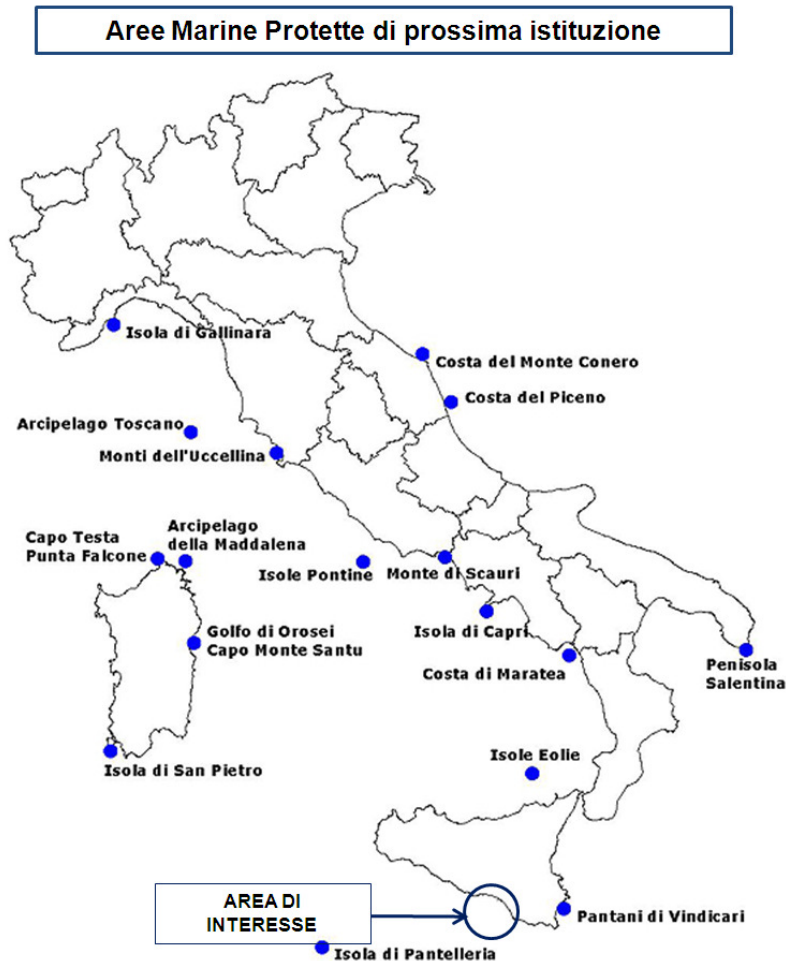 Aree Marine Protette di prossima istituzione
Isola di Gallinara
Costa del Monte Conero
Costa del Piceno
Arcipelago Toscano
Monti dell'Uccellina
Capo Testa
Punta Falcone
Arcipelago
della Maddalena
Isole Pontine
Monte di Scauri
Isola di Capri
Golfo di Orosei
Capo Monte Santu
Costa di Maratea
Penisola
Salentina
Isola di San Pietro
Isole Eolie
AREA DI
INTERESSE
Pantani di Vindicari
Isola di Pantelleria